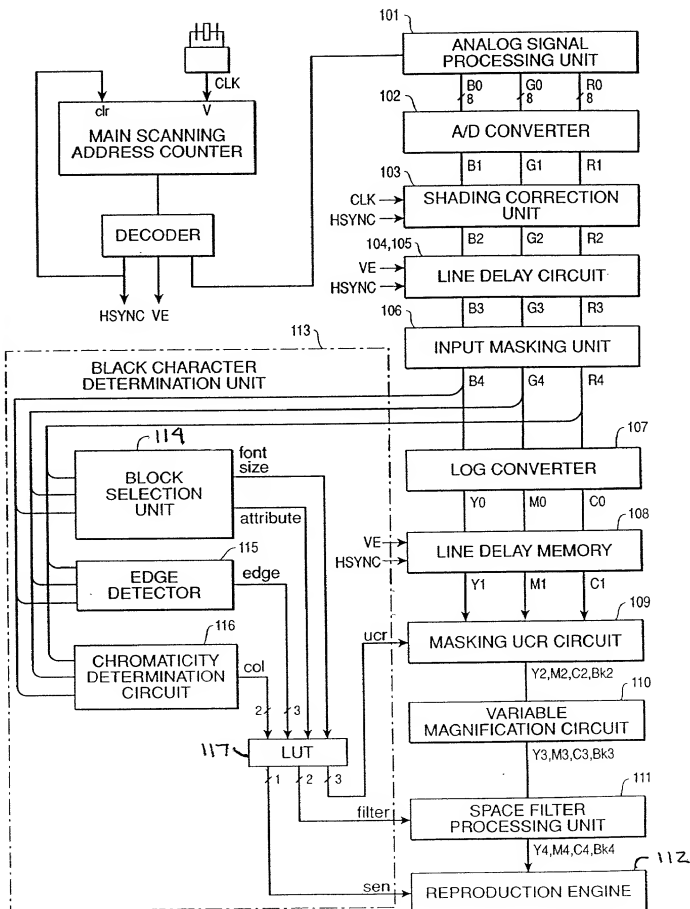 101
ANALOG SIGNAL
PROCESSING UNIT
B0 G0 R0
8 8 8
102
A/D CONVERTER
B1 G1 R1
103
CLK
HSYNC
SHADING CORRECTION
UNIT
B2 G2 R2
104,105
VE
HSYNC
LINE DELAY CIRCUIT
B3 G3 R3
106
INPUT MASKING UNIT
B4 G4 R4
CLK
clr V
MAIN SCANNING
ADDRESS COUNTER
DECODER
HSYNC VE
113
BLACK CHARACTER
DETERMINATION UNIT
114
BLOCK
SELECTION
UNIT
font
size
attribute
115
EDGE
DETECTOR
edge
116
CHROMATICITY
DETERMINATION
CIRCUIT
col
2 3
117
LUT
1 2 3
ucr
filter
sen
107
LOG CONVERTER
Y0 M0 C0
108
VE
HSYNC
LINE DELAY MEMORY
Y1 M1 C1
109
MASKING UCR CIRCUIT
Y2,M2,C2,Bk2
110
VARIABLE
MAGNIFICATION CIRCUIT
Y3,M3,C3,Bk3
111
SPACE FILTER
PROCESSING UNIT
Y4,M4,C4,Bk4
112
REPRODUCTION ENGINE